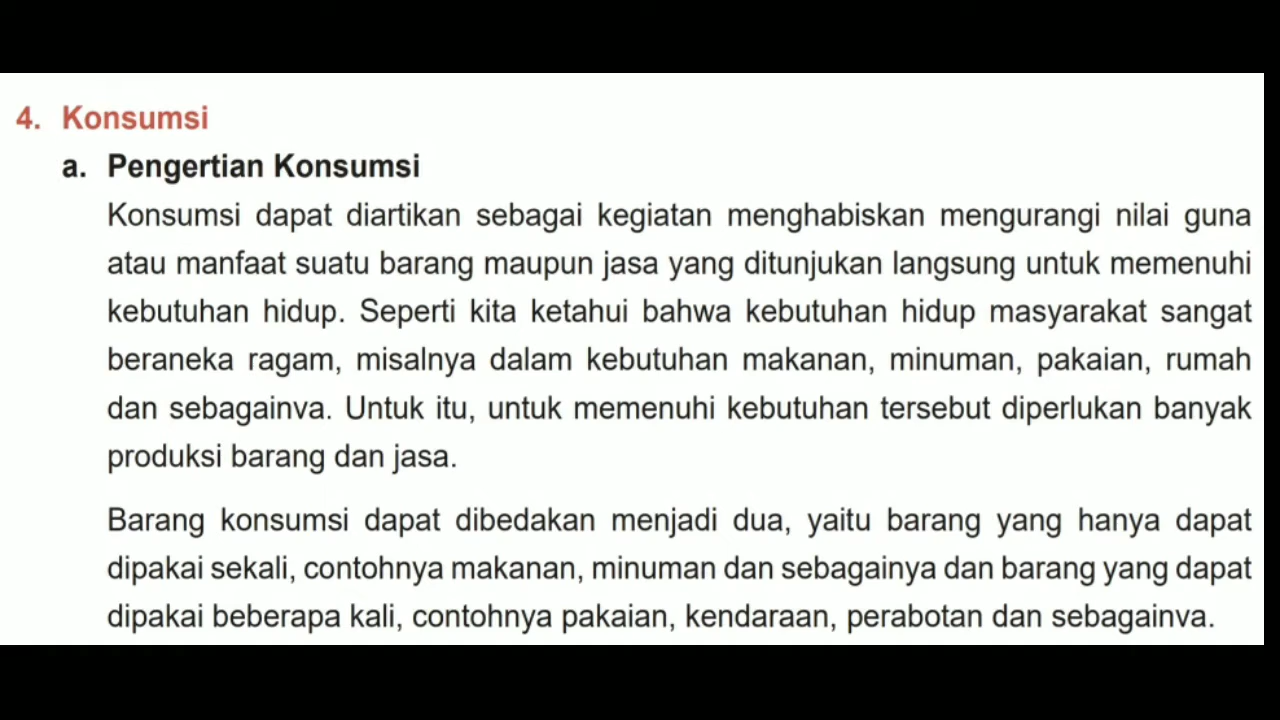 4. Konsumsi
a. Pengertian Konsumsi
Konsumsi dapat diartikan sebagai kegiatan menghabiskan mengurangi nilai guna
atau manfaat suatu barang maupun jasa yang ditunjukan langsung untuk memenuhi
kebutuhan hidup. Seperti kita ketahui bahwa kebutuhan hidup masyarakat sangat
beraneka ragam, misalnya dalam kebutuhan makanan, minuman, pakaian, rumah
dan sebagainva. Untuk itu, untuk memenuhi kebutuhan tersebut diperlukan banyak
produksi barang dan jasa.
Barang konsumsi dapat dibedakan menjadi dua, yaitu barang yang hanya dapat
dipakai sekali, contohnya makanan, minuman dan sebagainya dan barang yang dapat
dipakai beberapa kali, contohnya pakaian, kendaraan, perabotan dan sebagainva.